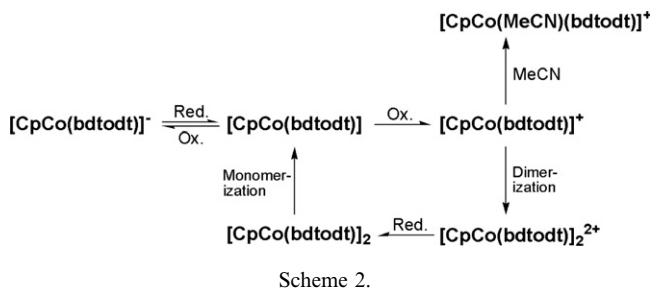 [CpCo(MeCN)(bdtodt)]⁺
MeCN
[CpCo(bdtodt)]⁻ Red. Ox. [CpCo(bdtodt)] Ox. [CpCo(bdtodt)]⁺
Monomer-
ization
Dimer-
ization
[CpCo(bdtodt)]₂ Red. [CpCo(bdtodt)]₂²⁺
Scheme 2.